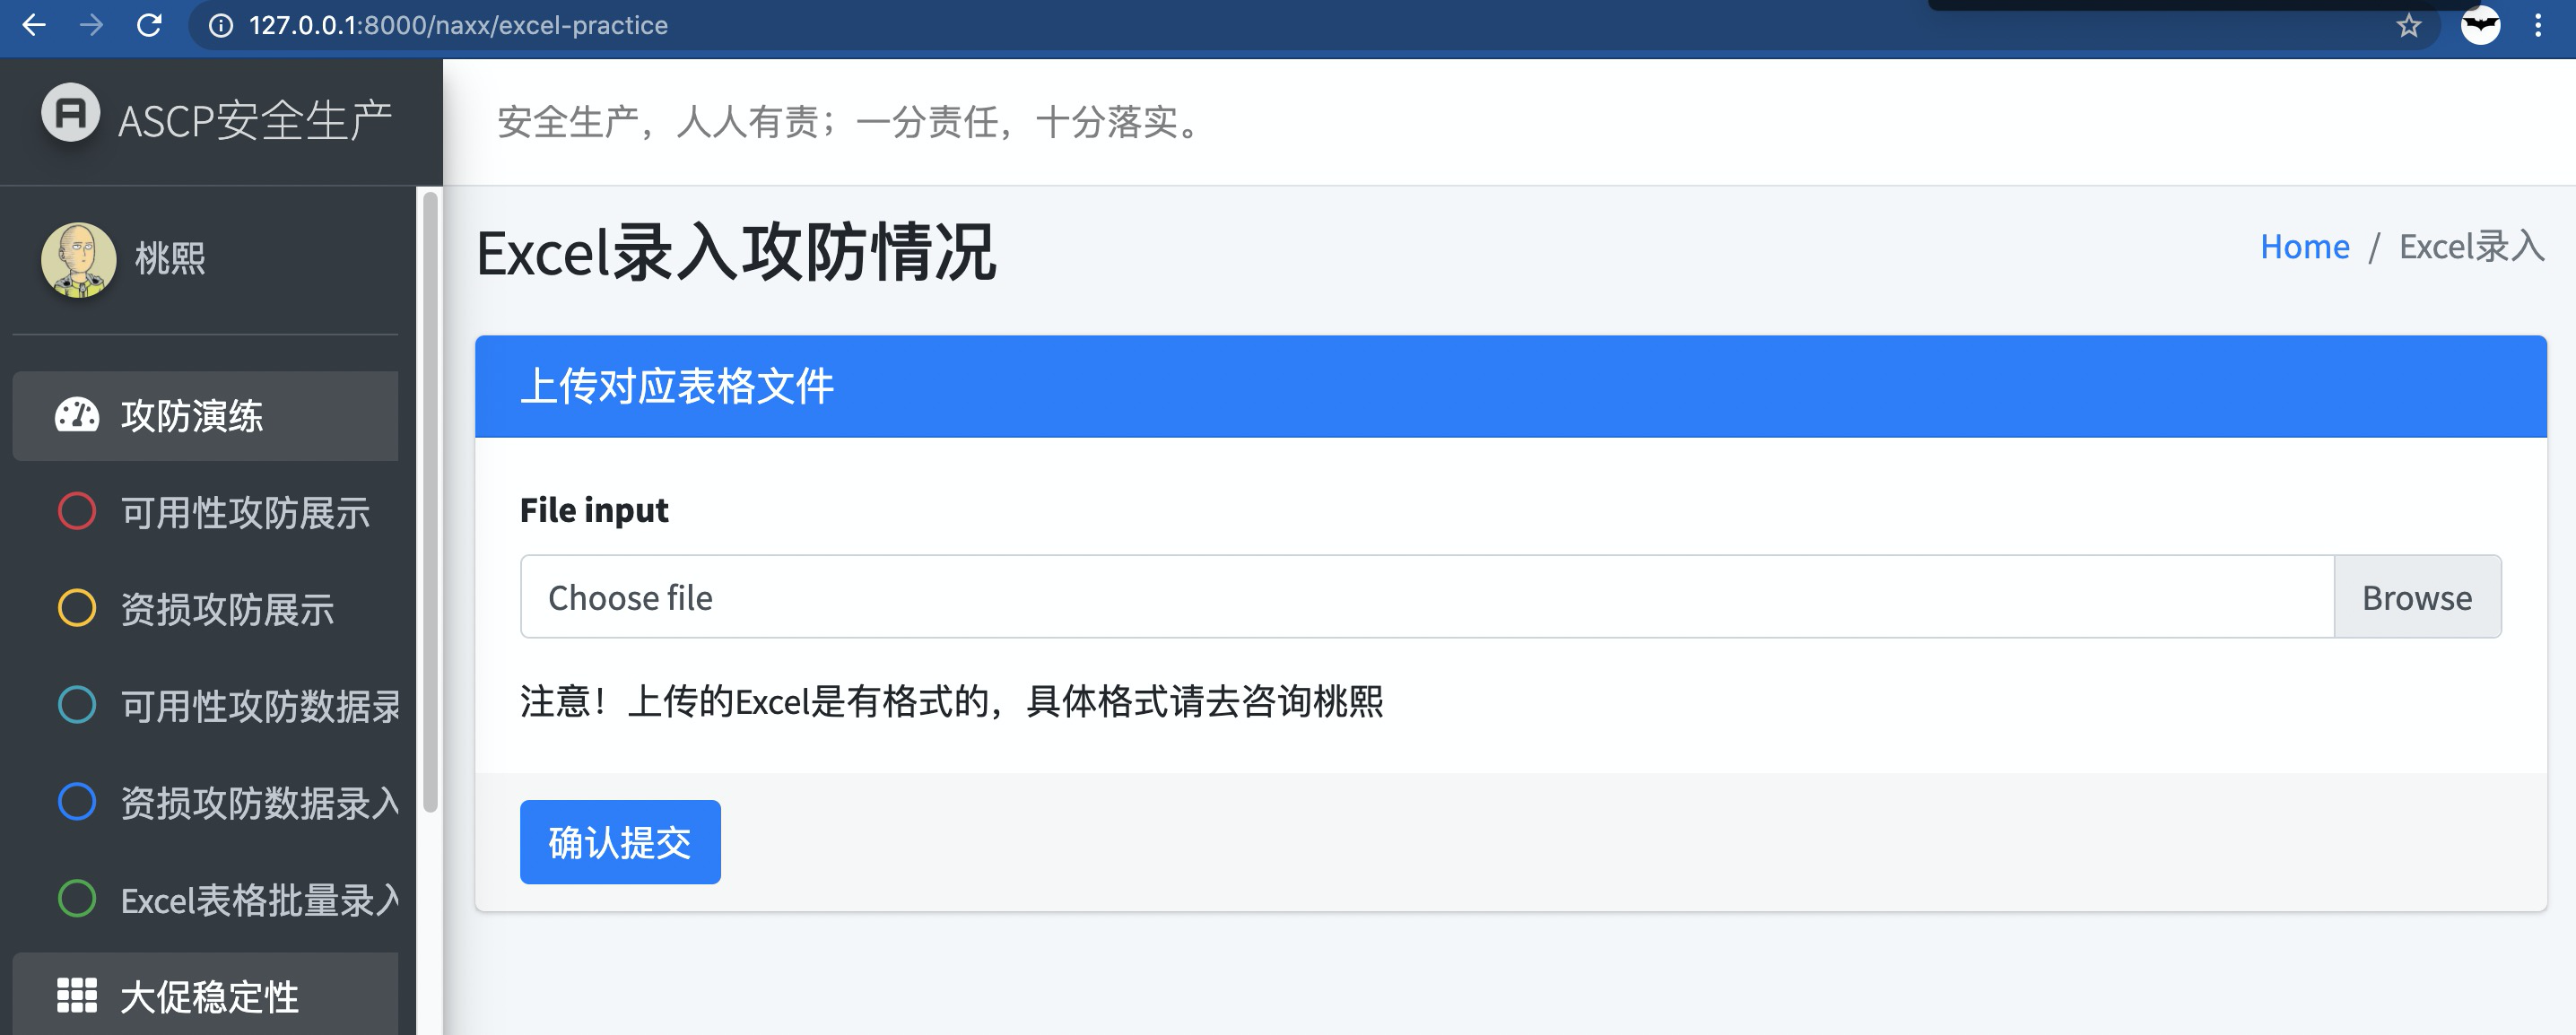 127.0.0.1:8000/naxx/excel-practice
ASCP安全生产
安全生产，人人有责；一分责任，十分落实。
桃熙
Excel录入攻防情况
Home / Excel录入
攻防演练
可用性攻防展示
资损攻防展示
可用性攻防数据录
资损攻防数据录入
Excel表格批量录入
大促稳定性
上传对应表格文件
File input
Choose file
Browse
注意！上传的Excel是有格式的，具体格式请去咨询桃熙
确认提交